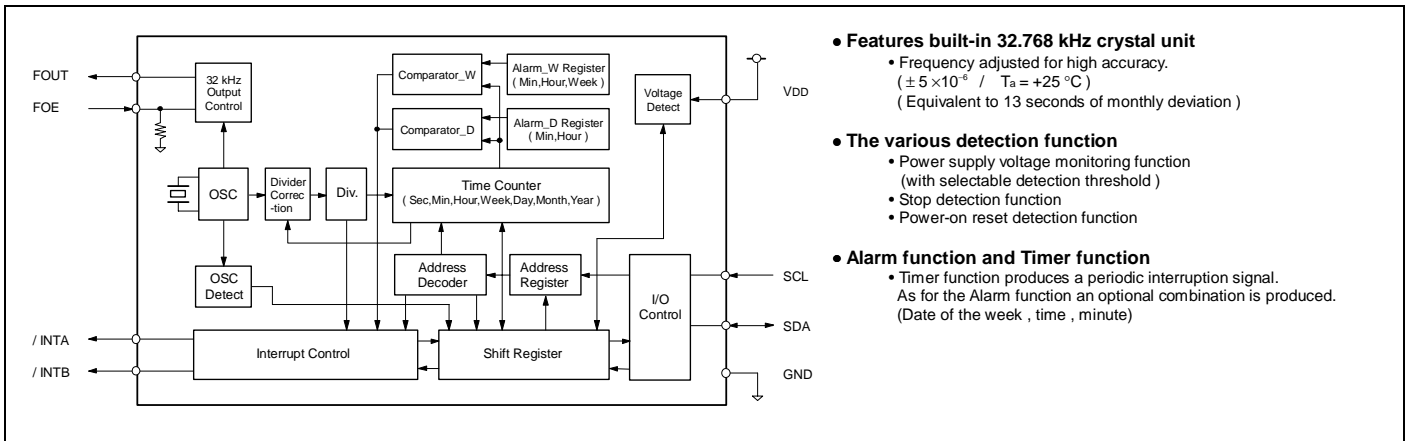 FOUT
FOE
32 kHz
Output
Control
Comparator_W
Alarm_W Register
( Min,Hour,Week )
Comparator_D
Alarm_D Register
( Min,Hour )
Voltage
Detect
VDD
OSC
Divider
Correc
-tion
Div.
Time Counter
( Sec,Min,Hour,Week,Day,Month,Year )
OSC
Detect
Address
Decoder
Address
Register
I/O
Control
SCL
SDA
/ INTA
/ INTB
Interrupt Control
Shift Register
GND
● Features built-in 32.768 kHz crystal unit
• Frequency adjusted for high accuracy.
( ± 5 ×10⁻⁶ / Ta = +25 °C )
( Equivalent to 13 seconds of monthly deviation )
● The various detection function
• Power supply voltage monitoring function
(with selectable detection threshold )
• Stop detection function
• Power-on reset detection function
● Alarm function and Timer function
• Timer function produces a periodic interruption signal.
As for the Alarm function an optional combination is produced.
(Date of the week , time , minute)